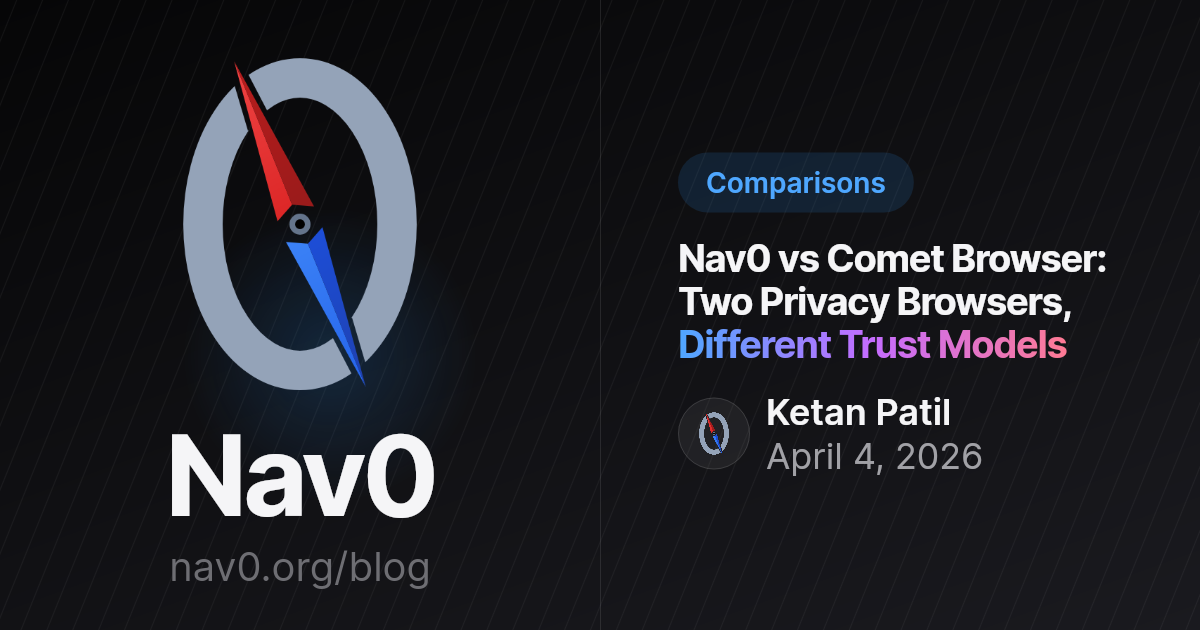 Nav0
nav0.org/blog
Comparisons
Nav0 vs Comet Browser:
Two Privacy Browsers,
Different Trust Models
Ketan Patil
April 4, 2026